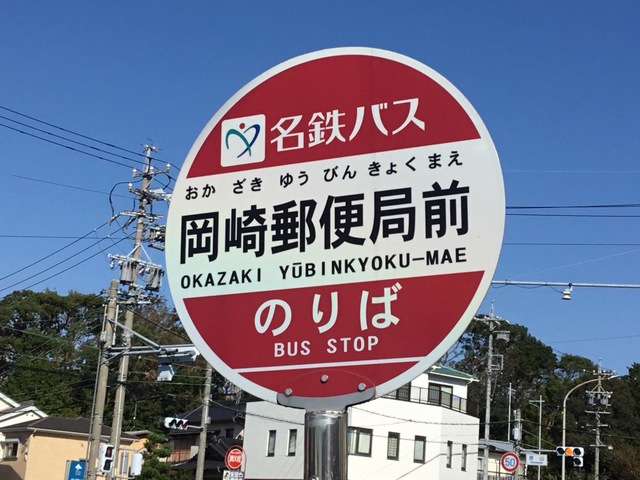 名鉄バス
おか ざき ゆう びん きょく まえ
岡崎郵便局前
OKAZAKI YŪBINKYOKU-MAE
のりば
BUS STOP
50